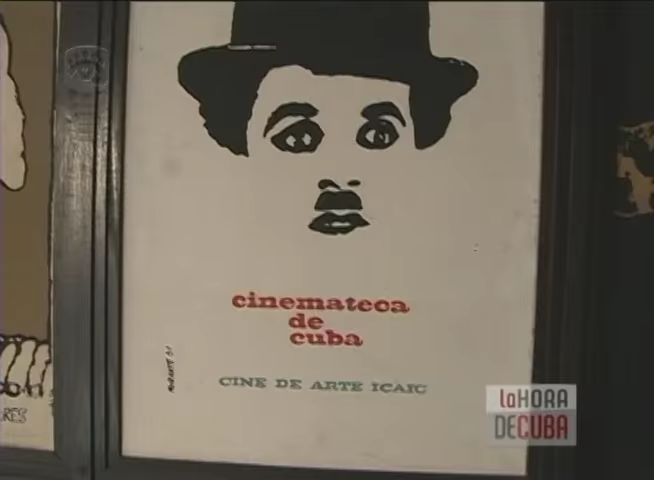 cinemateca
de
cuba
CINE DE ARTE ICAIC
laHORA
DECUBA